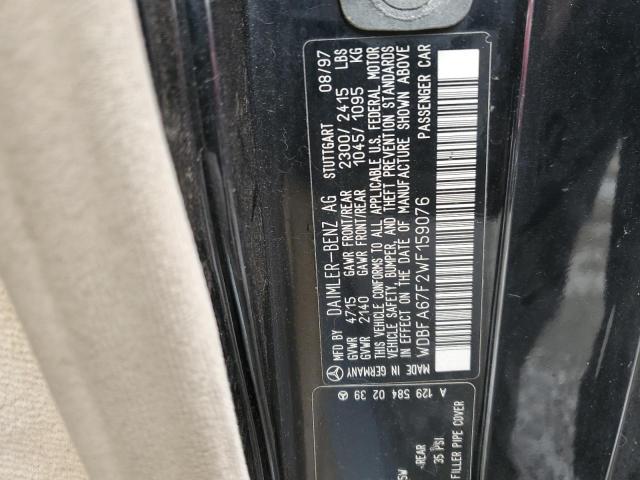 MFD BY DAIMLER-BENZ AG STUTTGART 08/97
IN GERMANY
GVWR 4715 GAWR FRONT/REAR 2300/ 2415 LBS
GVWR 2140 GAWR FRONT/REAR 1045/ 1095 KG
THIS VEHICLE CONFORMS TO ALL APPLICABLE U.S. FEDERAL MOTOR
VEHICLE SAFETY, BUMPER, AND THEFT PREVENTION STANDARDS
IN EFFECT ON THE DATE OF MANUFACTURE SHOWN ABOVE
WDBFA67F2WF159076 PASSENGER CAR
A 129 584 02 39
REAR
35 PSI
FILLER PIPE COVER